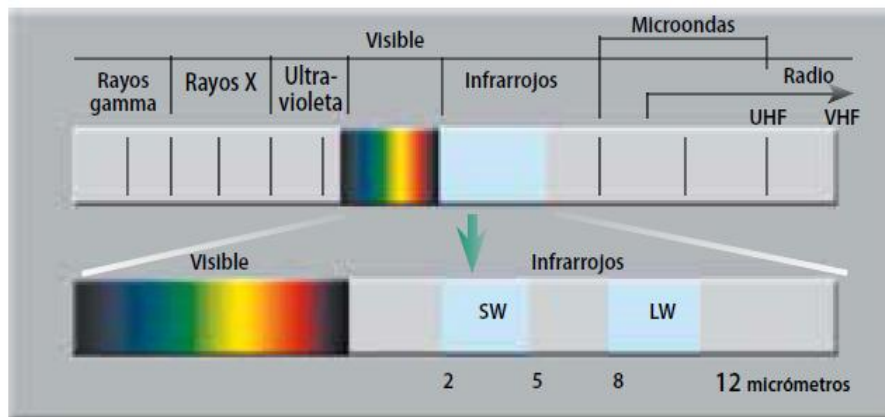 Visible
Microondas
Rayos
gamma
Rayos X
Ultra-
violeta
Infrarrojos
Radio
UHF VHF
Visible
Infrarrojos
SW LW
2 5 8 12 micrómetros